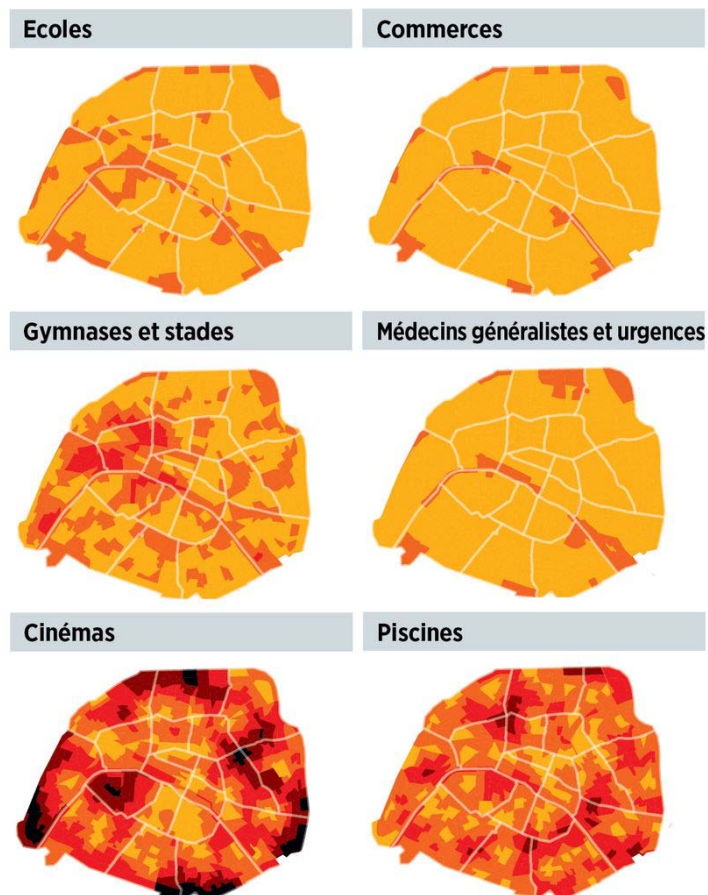 Ecoles
Commerces
Gymnases et stades
Médecins généralistes et urgences
Cinémas
Piscines